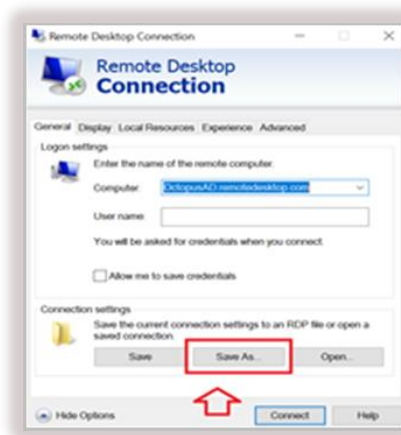 Remote Desktop Connection
Remote Desktop
Connection
General Display Local Resources Experience Advanced
Logon settings
Enter the name of the remote computer.
Computer: OctopusAD.remotedesktop.com
User name:
You will be asked for credentials when you connect.
Allow me to save credentials
Connection settings
Save the current connection settings to an RDP file or open a
saved connection.
Save Save As... Open...
Hide Options Connect Help